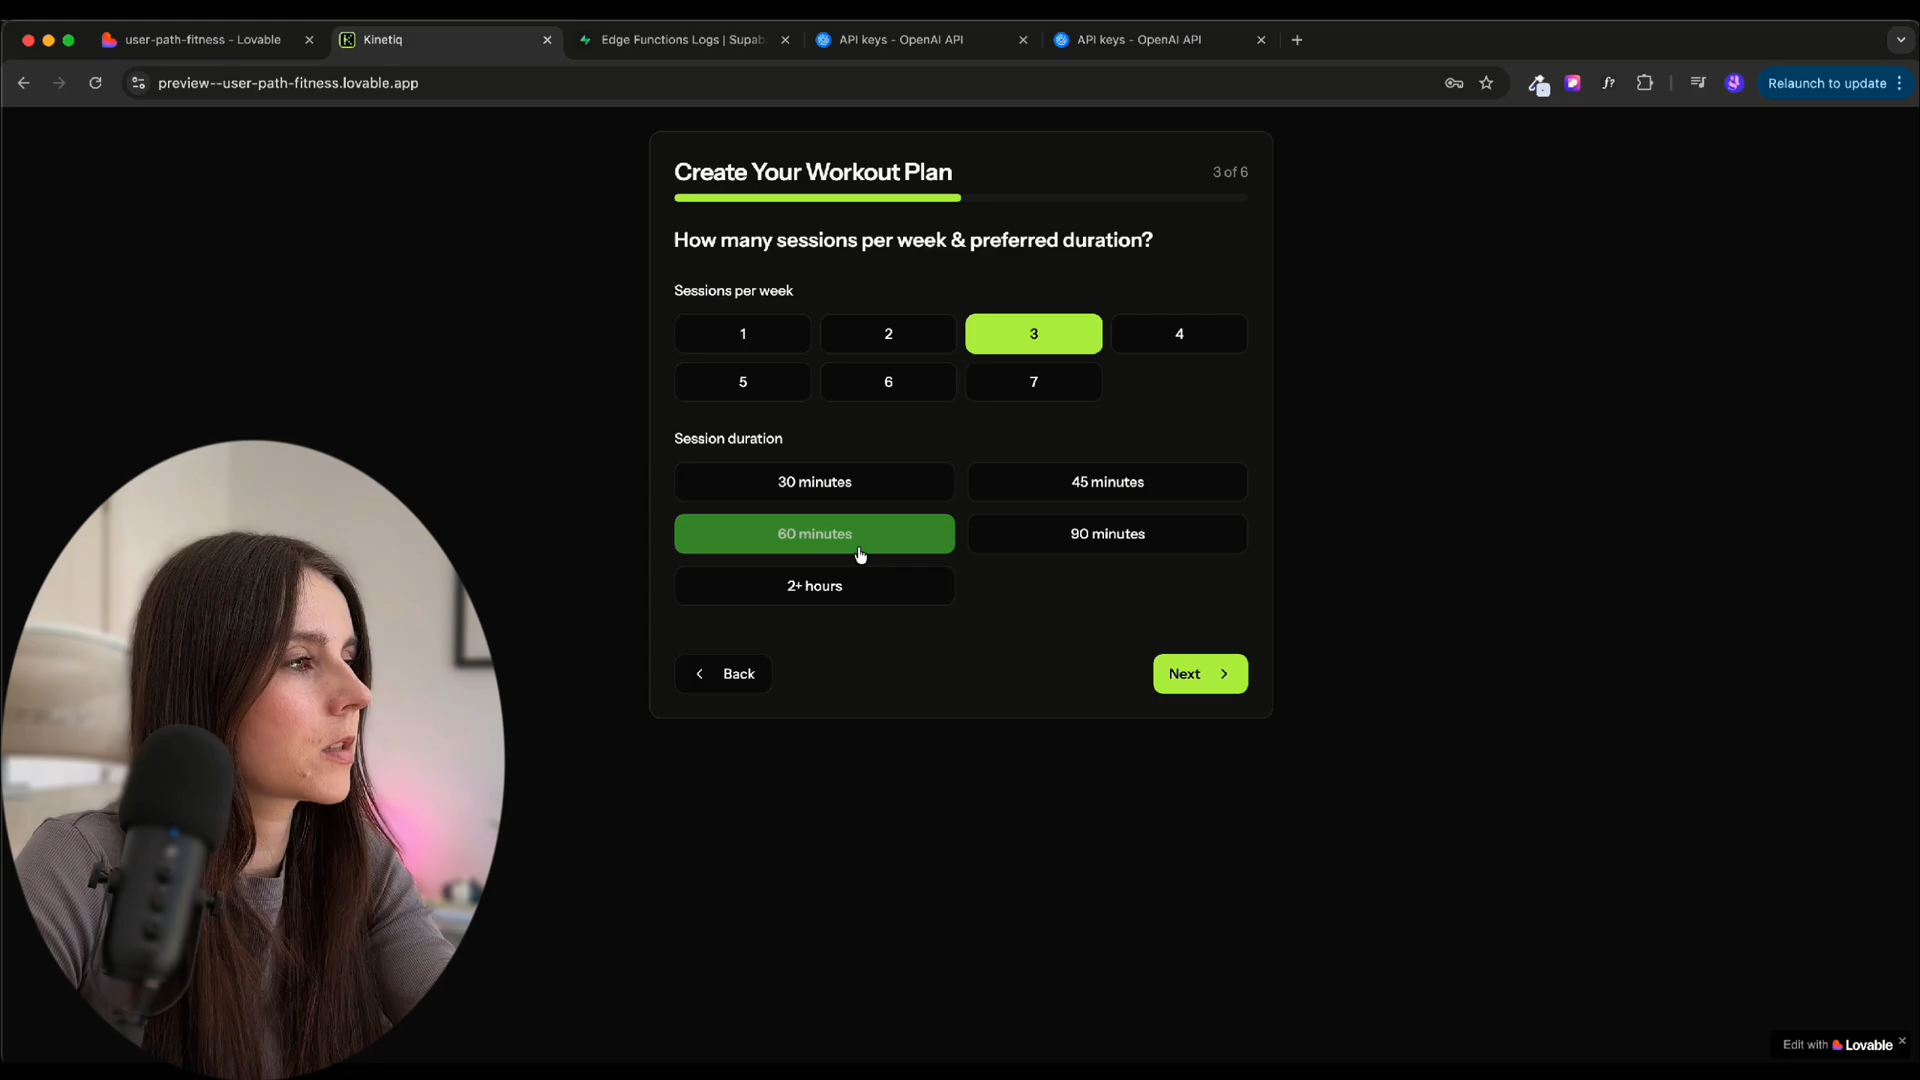 user-path-fitness - Lovable
Kinetiq
Edge Functions Logs | Supab
API keys - OpenAI API
API keys - OpenAI API
preview--user-path-fitness.lovable.app
f?
Relaunch to update
Create Your Workout Plan
3 of 6
How many sessions per week & preferred duration?
Sessions per week
1
2
3
4
5
6
7
Session duration
30 minutes
45 minutes
60 minutes
90 minutes
2+ hours
Back
Next
Edit with Lovable